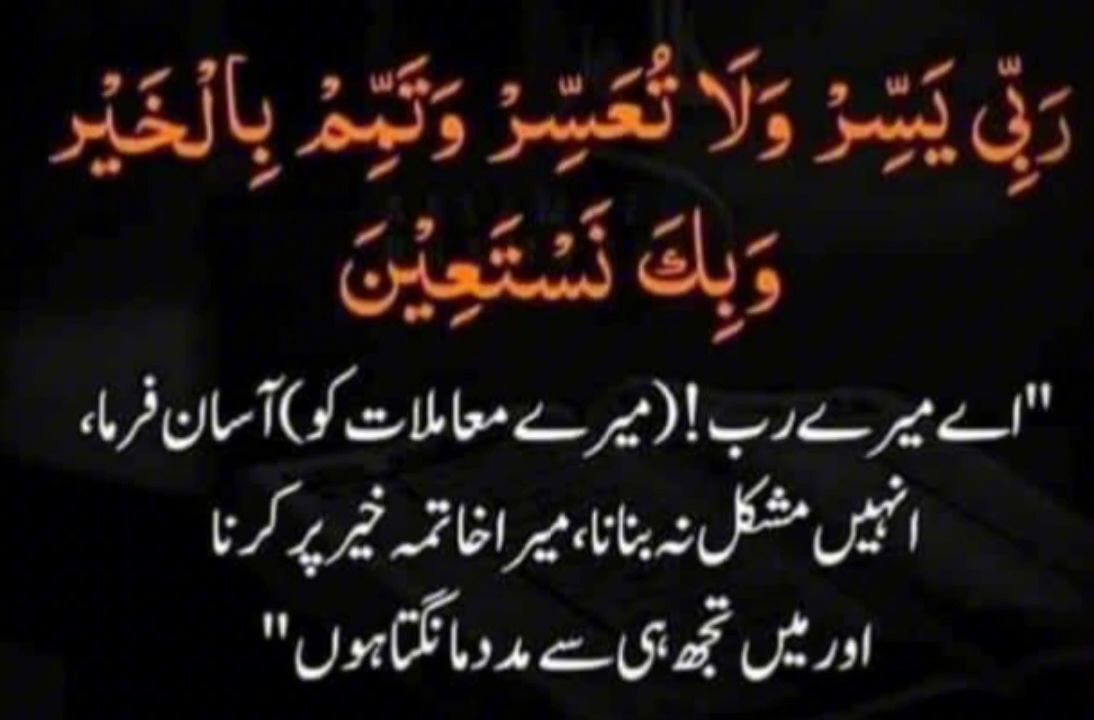 رَبِّي يَسِّرْ وَلَا تُعَسِّرْ وَتَمِّمْ بِالْخَيْر
وَبِكَ نَسْتَعِيْنَ
"اے میرے رب!(میرے معاملات کو)آسان فرما،
انہیں مشکل نہ بنانا،میرا خاتمہ خیر پر کرنا
اور میں تجھ ہی سے مدد مانگتا ہوں"